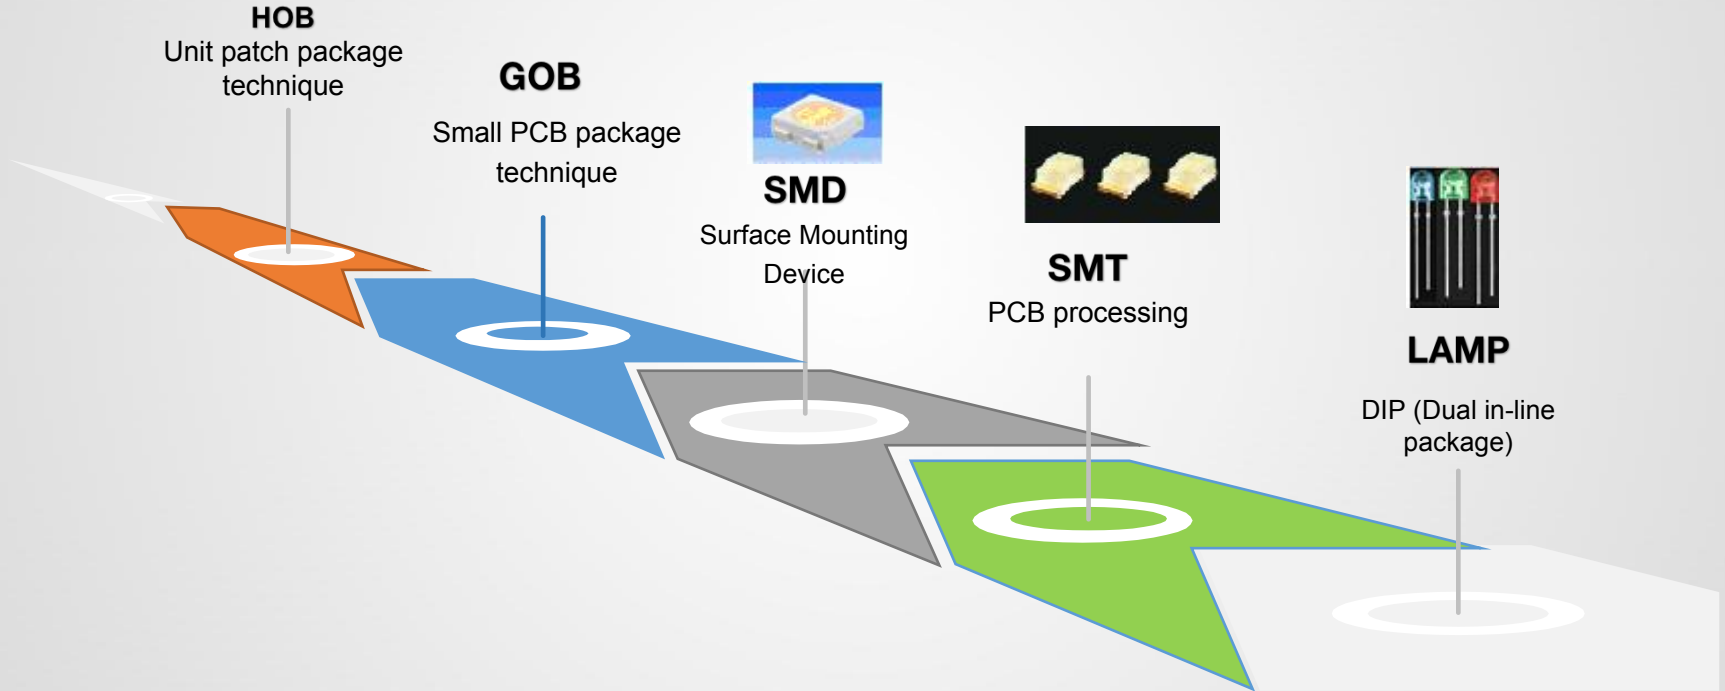 HOB
Unit patch package
technique
GOB
Small PCB package
technique
SMD
Surface Mounting
Device
SMT
PCB processing
LAMP
DIP (Dual in-line
package)